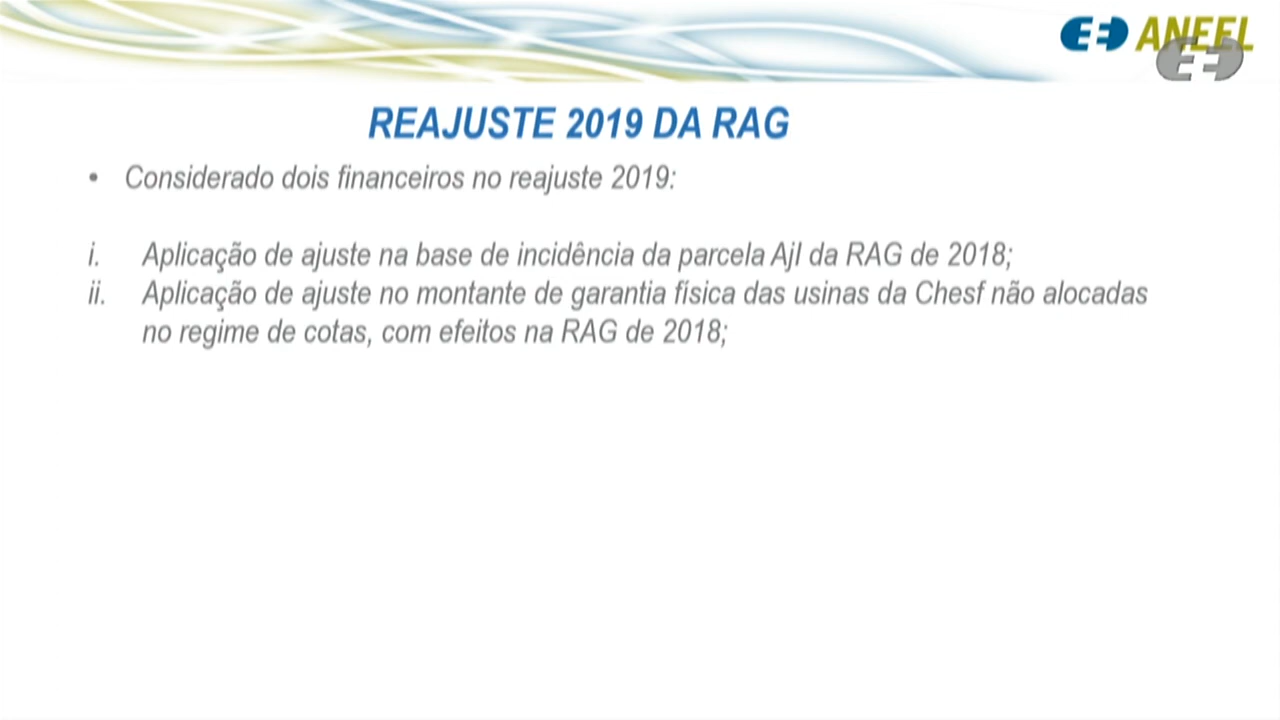 ANEEL
REAJUSTE 2019 DA RAG
• Considerado dois financeiros no reajuste 2019:
i. Aplicação de ajuste na base de incidência da parcela AjI da RAG de 2018;
ii. Aplicação de ajuste no montante de garantia física das usinas da Chesf não alocadas
no regime de cotas, com efeitos na RAG de 2018;